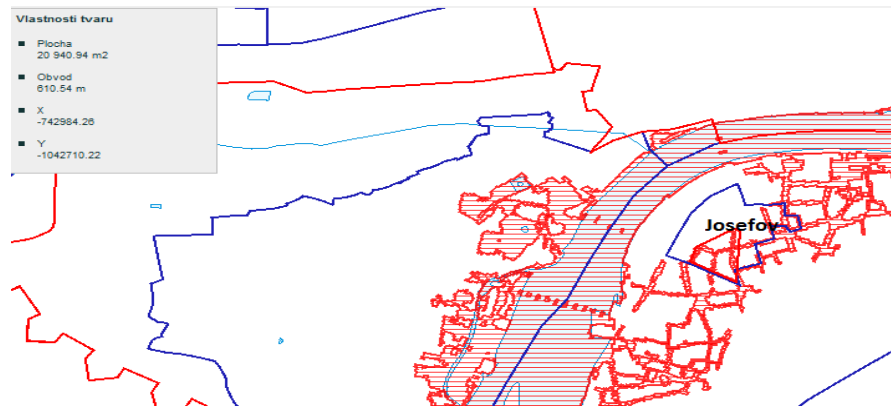 Vlastnosti tvaru
Plocha
20 940.94 m2
Obvod
610.54 m
X
-742984.26
Y
-1042710.22
Josefov